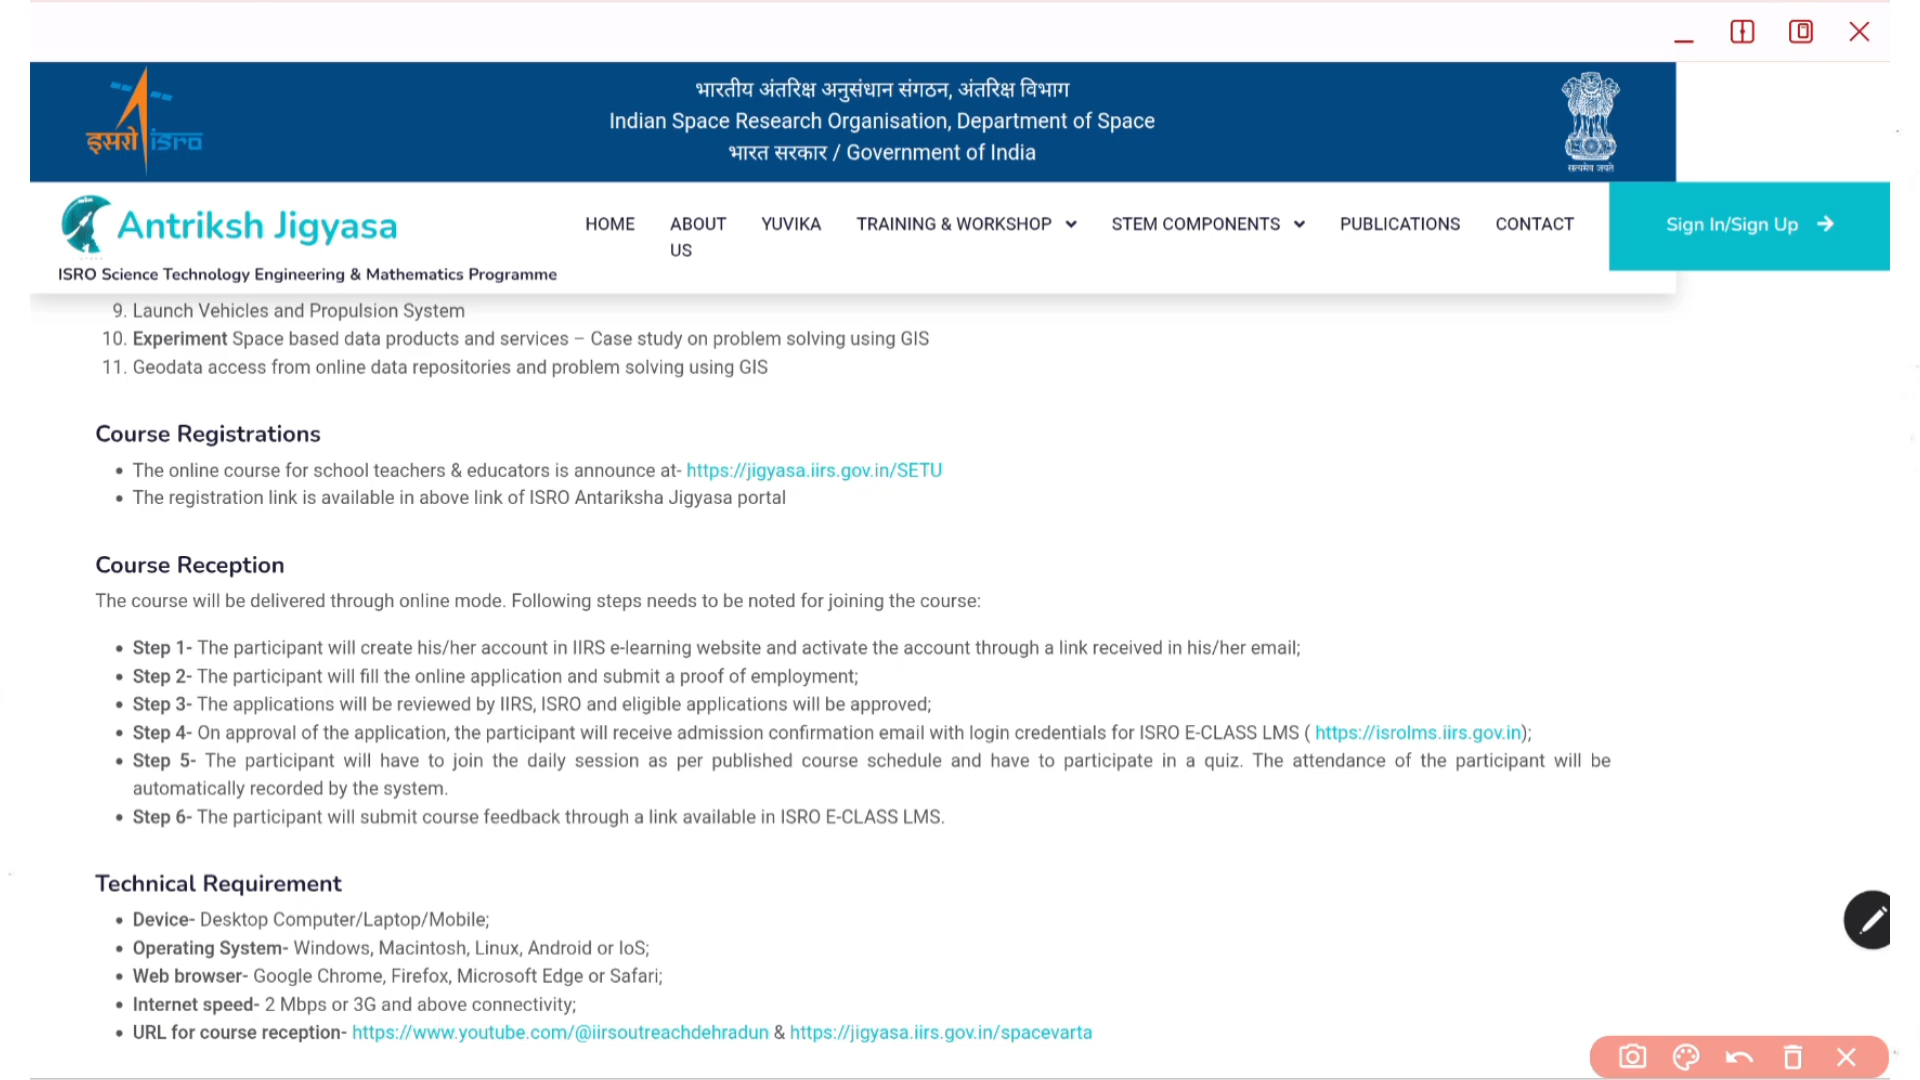 इसरो isro
भारतीय अंतरिक्ष अनुसंधान संगठन, अंतरिक्ष विभाग
Indian Space Research Organisation, Department of Space
भारत सरकार / Government of India
सत्यमेव जयते
Antriksh Jigyasa
ISRO Science Technology Engineering & Mathematics Programme
HOME
ABOUT US
YUVIKA
TRAINING & WORKSHOP
STEM COMPONENTS
PUBLICATIONS
CONTACT
Sign In/Sign Up
9. Launch Vehicles and Propulsion System
10. Experiment Space based data products and services – Case study on problem solving using GIS
11. Geodata access from online data repositories and problem solving using GIS
Course Registrations
• The online course for school teachers & educators is announce at- https://jigyasa.iirs.gov.in/SETU
• The registration link is available in above link of ISRO Antariksha Jigyasa portal
Course Reception
The course will be delivered through online mode. Following steps needs to be noted for joining the course:
• Step 1- The participant will create his/her account in IIRS e-learning website and activate the account through a link received in his/her email;
• Step 2- The participant will fill the online application and submit a proof of employment;
• Step 3- The applications will be reviewed by IIRS, ISRO and eligible applications will be approved;
• Step 4- On approval of the application, the participant will receive admission confirmation email with login credentials for ISRO E-CLASS LMS ( https://isrolms.iirs.gov.in);
• Step 5- The participant will have to join the daily session as per published course schedule and have to participate in a quiz. The attendance of the participant will be
automatically recorded by the system.
• Step 6- The participant will submit course feedback through a link available in ISRO E-CLASS LMS.
Technical Requirement
• Device- Desktop Computer/Laptop/Mobile;
• Operating System- Windows, Macintosh, Linux, Android or IoS;
• Web browser- Google Chrome, Firefox, Microsoft Edge or Safari;
• Internet speed- 2 Mbps or 3G and above connectivity;
• URL for course reception- https://www.youtube.com/@iirsoutreachdehradun & https://jigyasa.iirs.gov.in/spacevarta